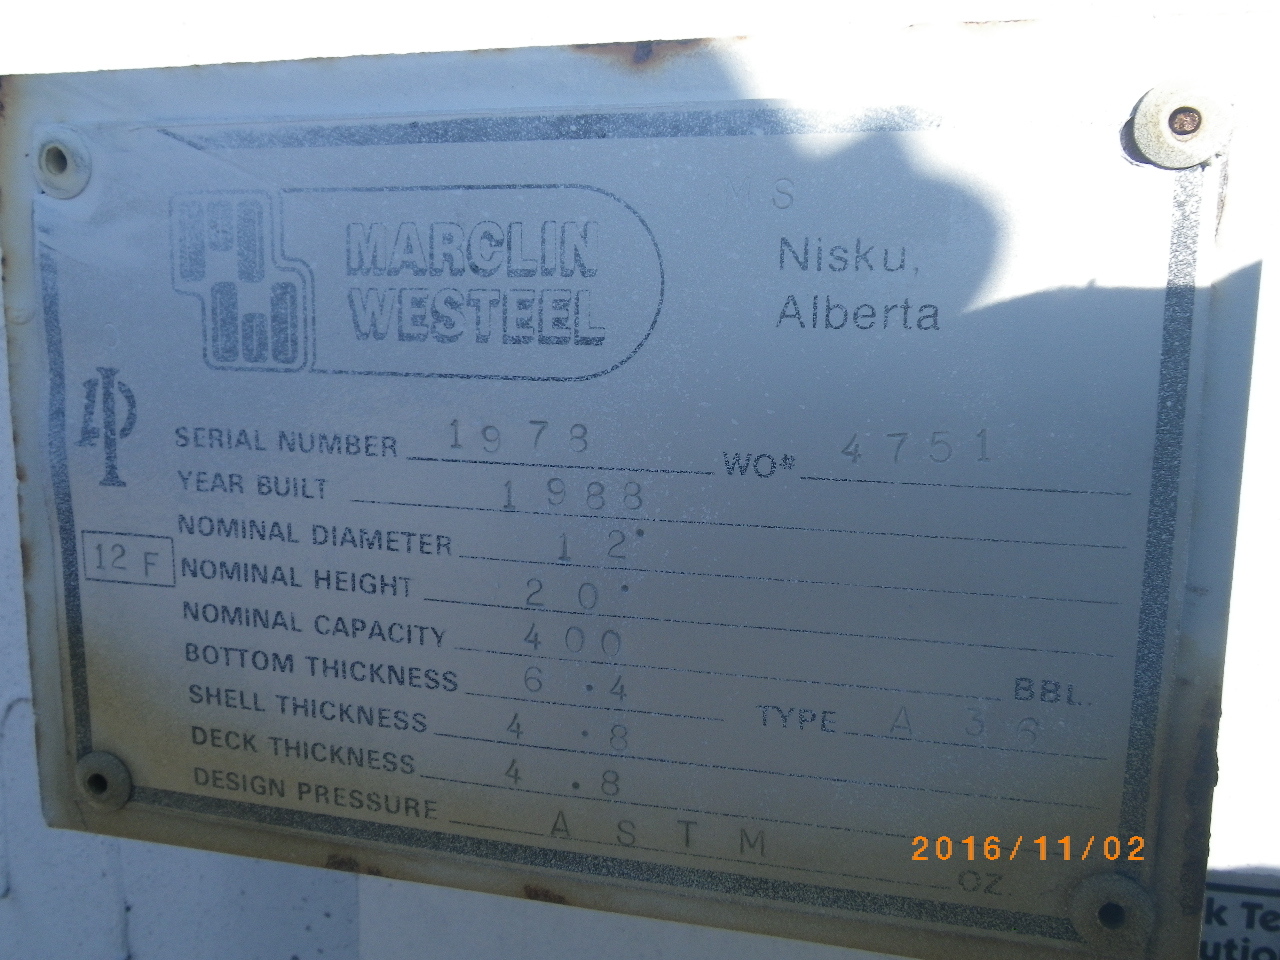 MARCLIN
WESTEEL
MS
Nisku,
Alberta
API
12 F
SERIAL NUMBER 1978 WO# 4751
YEAR BUILT 1988
NOMINAL DIAMETER 12'
NOMINAL HEIGHT 20'
NOMINAL CAPACITY 400 BBL.
BOTTOM THICKNESS 6.4 TYPE A 36
SHELL THICKNESS 4.8
DECK THICKNESS 4.8
DESIGN PRESSURE ASTM OZ.
2016/11/02